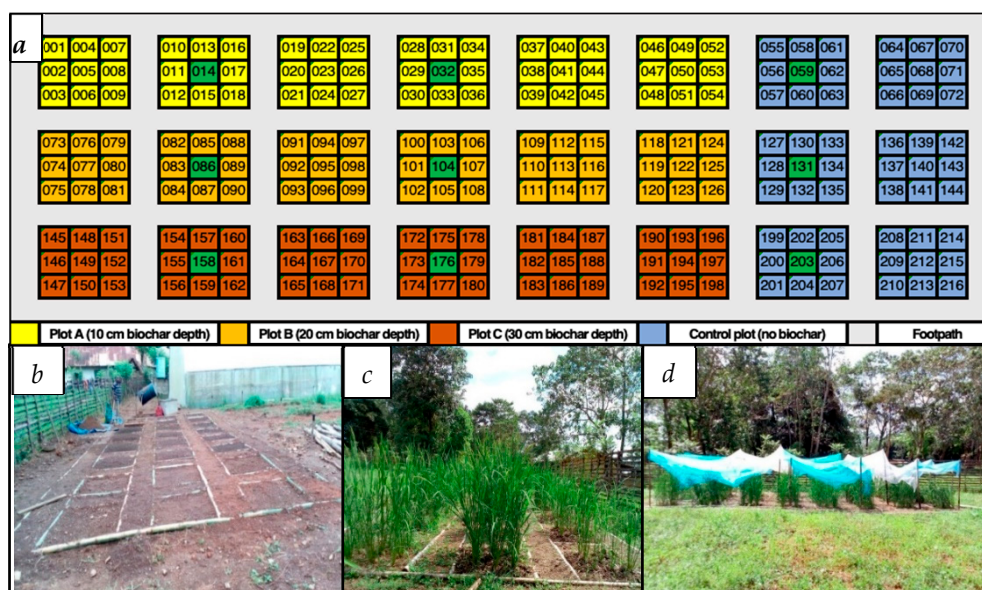 a
001 004 007 010 013 016 019 022 025 028 031 034 037 040 043 046 049 052 055 058 061 064 067 070
002 005 008 011 014 017 020 023 026 029 032 035 038 041 044 047 050 053 056 059 062 065 068 071
003 006 009 012 015 018 021 024 027 030 033 036 039 042 045 048 051 054 057 060 063 066 069 072
073 076 079 082 085 088 091 094 097 100 103 106 109 112 115 118 121 124 127 130 133 136 139 142
074 077 080 083 086 089 092 095 098 101 104 107 110 113 116 119 122 125 128 131 134 137 140 143
075 078 081 084 087 090 093 096 099 102 105 108 111 114 117 120 123 126 129 132 135 138 141 144
145 148 151 154 157 160 163 166 169 172 175 178 181 184 187 190 193 196 199 202 205 208 211 214
146 149 152 155 158 161 164 167 170 173 176 179 182 185 188 191 194 197 200 203 206 209 212 215
147 150 153 156 159 162 165 168 171 174 177 180 183 186 189 192 195 198 201 204 207 210 213 216
Plot A (10 cm biochar depth) Plot B (20 cm biochar depth) Plot C (30 cm biochar depth) Control plot (no biochar) Footpath
b c d